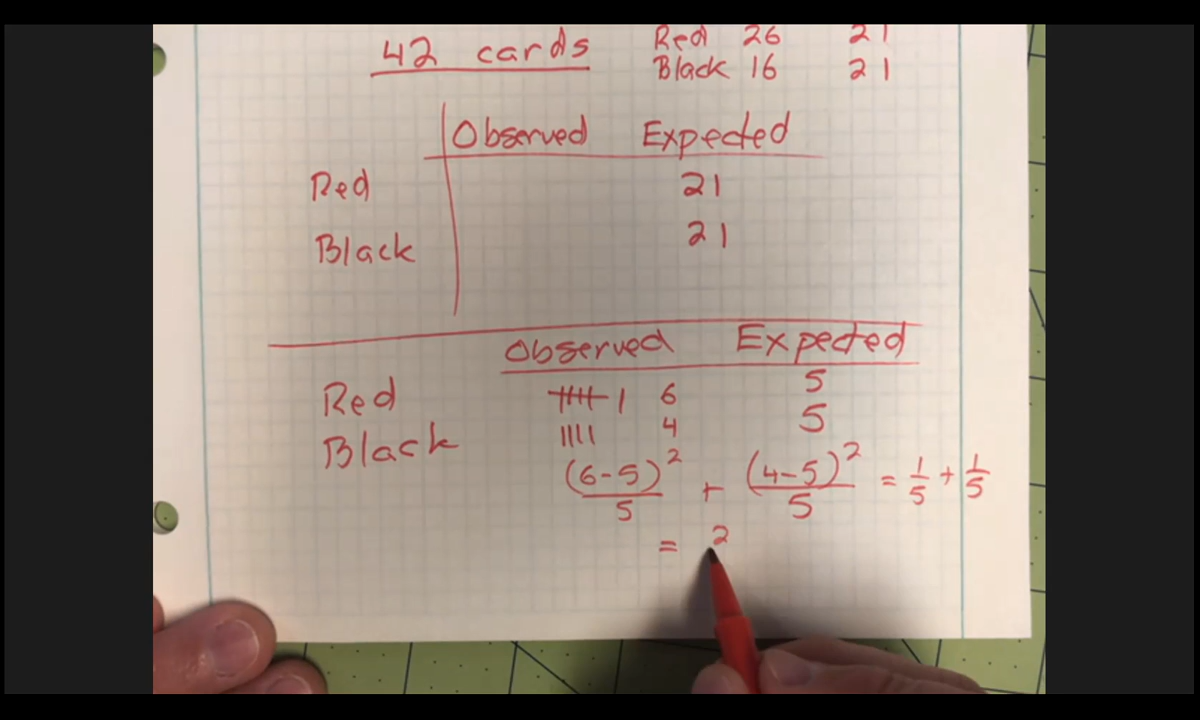 42 cards Red 26 21
Black 16 21
Observed Expected
Red 21
Black 21
Observed Expected
Red 卌 | 6 5
Black |||| 4 5
(6-5)²/5 + (4-5)²/5 = 1/5 + 1/5
= 2